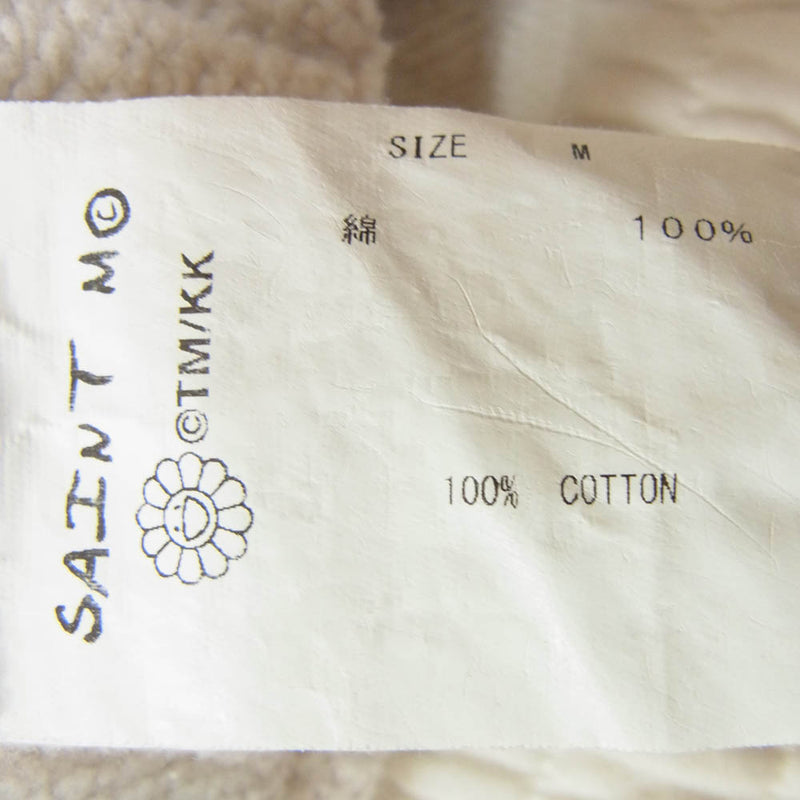 SIZE M
綿 100%
100% COTTON
SAINT M Ⓛ
©TM/KK